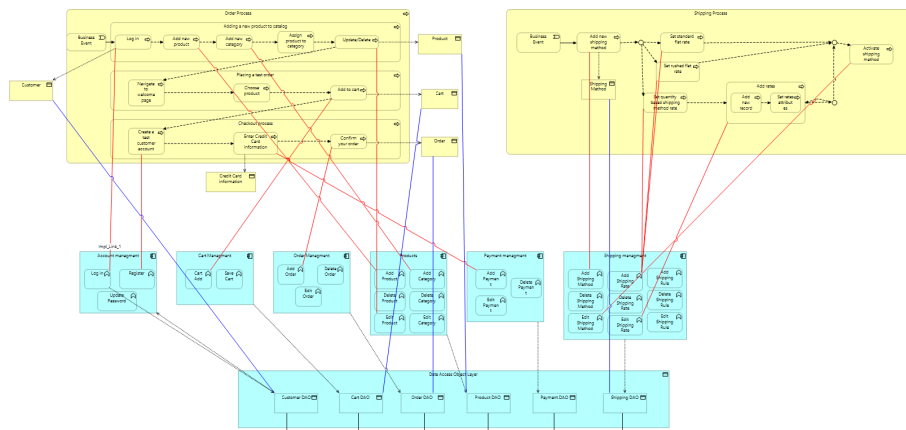 Order Process
Adding a new product to catalog
Business
Event
Log in
Add new
product
Add new
category
Assign
product to
category
Update/Delete
Product
Customer
Placing a test order
Navigate
to
welcome
page
Choose
product
Add to cart
Cart
Checkout process
Create a
test
customer
account
Enter Credit
Card
Information
Confirm
your order
Order
Credit Card
Information
Shipping Process
Business
Event
Add new
shipping
method
Set standard
flat rate
Activate
shipping
method
Set rushed flat
rate
Shipping
Method
Set quantity
based shipping
method rate
Add rates
Add
new
record
Set rates
attribut
es
Impl_Link_1
Account managment
Log in
Register
Update
Password
Cart Managment
Cart
Add
Save
Cart
Order Managment
Add
Order
Delete
Order
Edit
Order
Products
Add
Product
Add
Category
Delete
Product
Delete
Category
Edit
Product
Edit
Category
Payment managment
Add
Paymen
t
Delete
Paymen
t
Edit
Paymen
t
Shipping managment
Add
Shipping
Method
Add
Shipping
Rate
Add
Shipping
Rule
Delete
Shipping
Method
Delete
Shipping
Rate
Delete
Shipping
Rule
Edit
Shipping
Method
Edit
Shipping
Rate
Edit
Shipping
Rule
Data Access Object Layer
Customer DAO
Cart DAO
Order DAO
Product DAO
Payment DAO
Shipping DAO